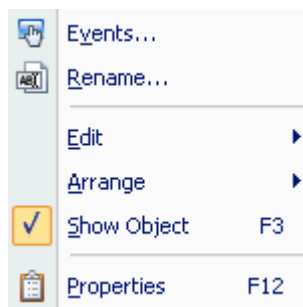 Events...
Rename...
Edit
Arrange
Show Object F3
Properties F12